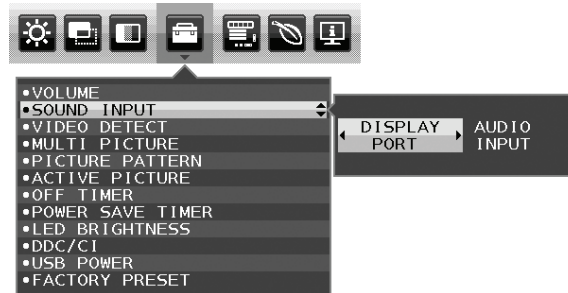 •VOLUME
•SOUND INPUT
•VIDEO DETECT
•MULTI PICTURE
•PICTURE PATTERN
•ACTIVE PICTURE
•OFF TIMER
•POWER SAVE TIMER
•LED BRIGHTNESS
•DDC/CI
•USB POWER
•FACTORY PRESET
DISPLAY
PORT
AUDIO
INPUT